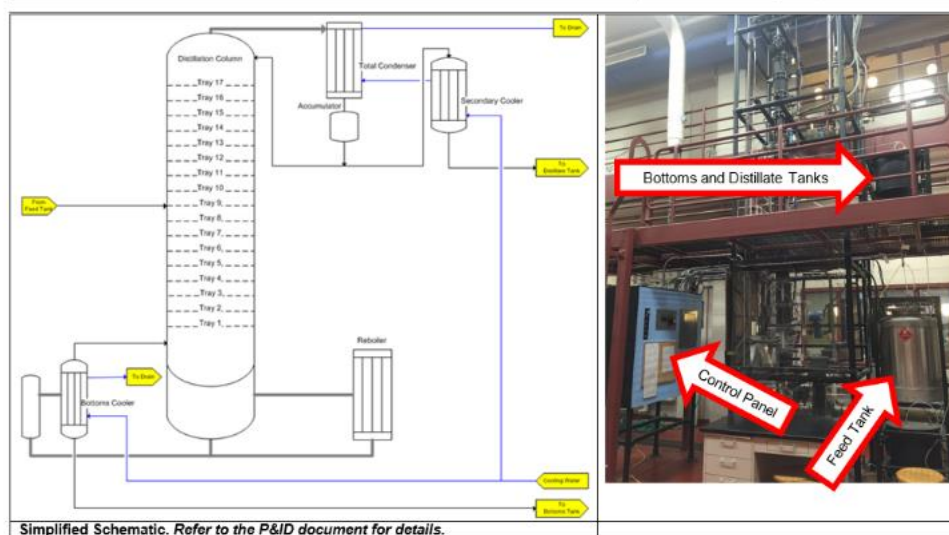 To Drain
Distillation Column
Total Condenser
Tray 17
Tray 16
Accumulator
Secondary Cooler
Tray 15
Tray 14
Tray 13
Tray 12
To
Distillate Tank
Tray 11
Tray 10
From
Feed Tank
Tray 9,
Tray 8,
Tray 7,
Tray 6,
Tray 5,
Tray 4,
Tray 3,
Tray 2,
Tray 1,
Reboiler
To Drain
Bottoms Cooler
Cooling Water
To
Bottoms Tank
Simplified Schematic. Refer to the P&ID document for details.
Bottoms and Distillate Tanks
Control Panel
Feed Tank